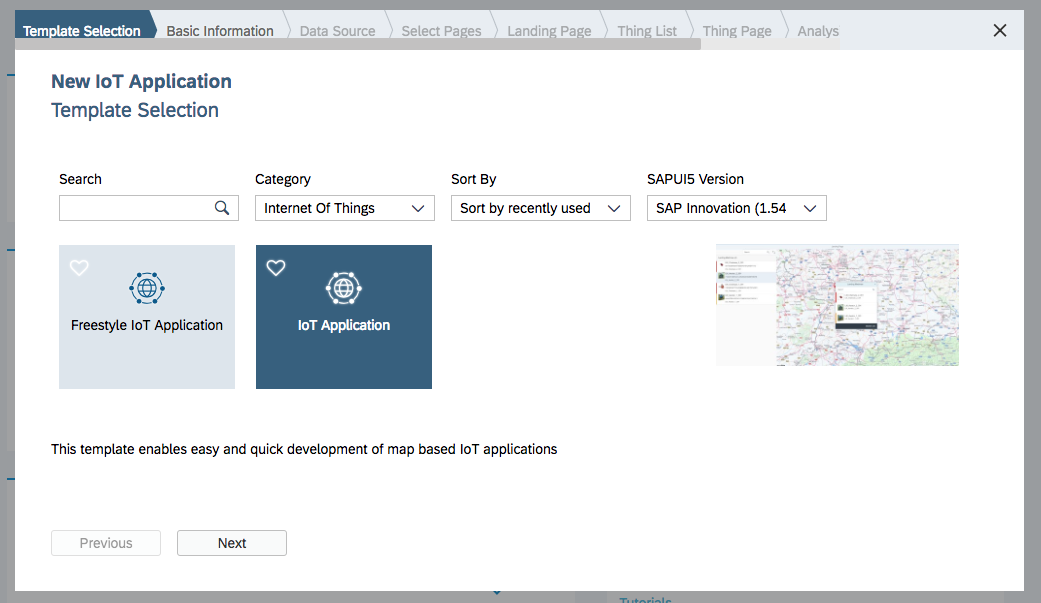 Template Selection Basic Information Data Source Select Pages Landing Page Thing List Thing Page Analys
New IoT Application
Template Selection
Search Category Sort By SAPUI5 Version
Internet Of Things Sort by recently used SAP Innovation (1.54
Freestyle IoT Application IoT Application
This template enables easy and quick development of map based IoT applications
Previous Next
Tutorials